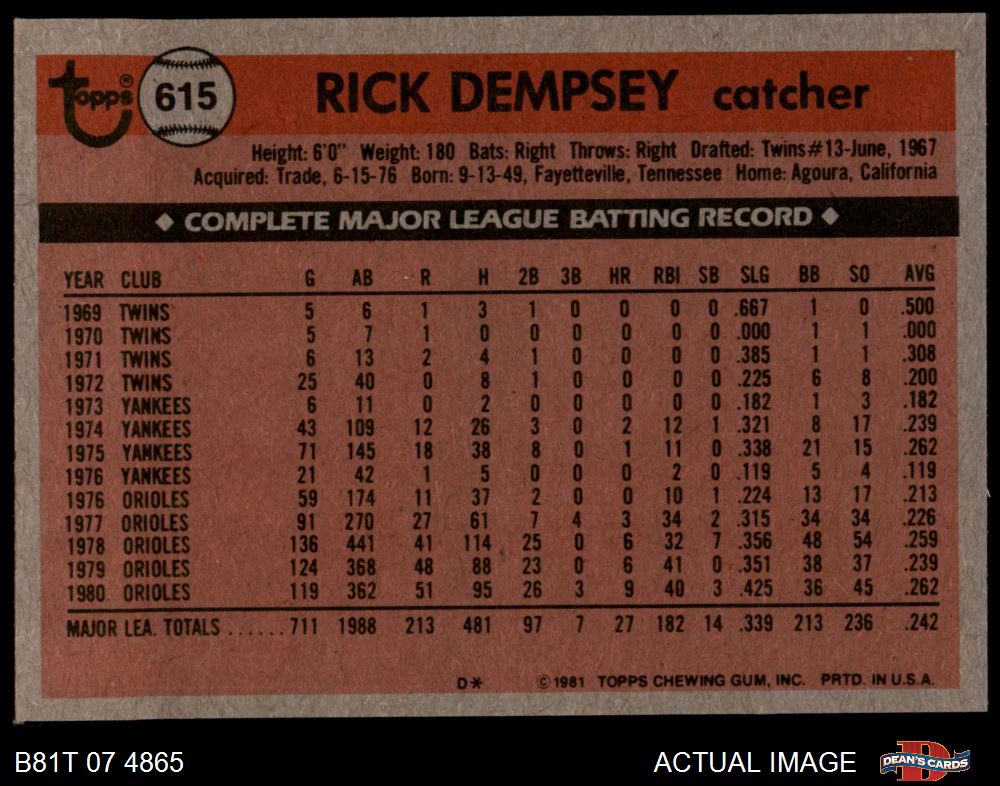 Topps® 615 RICK DEMPSEY catcher
Height: 6'0" Weight: 180 Bats: Right Throws: Right Drafted: Twins#13-June, 1967
Acquired: Trade, 6-15-76 Born: 9-13-49, Fayetteville, Tennessee Home: Agoura, California
◆ COMPLETE MAJOR LEAGUE BATTING RECORD ◆
YEAR CLUB G AB R H 2B 3B HR RBI SB SLG BB SO AVG
1969 TWINS 5 6 1 3 1 0 0 0 0 .667 1 0 .500
1970 TWINS 5 7 1 0 0 0 0 0 0 .000 1 1 .000
1971 TWINS 6 13 2 4 1 0 0 0 0 .385 1 1 .308
1972 TWINS 25 40 0 8 1 0 0 0 0 .225 6 8 .200
1973 YANKEES 6 11 0 2 0 0 0 0 0 .182 1 3 .182
1974 YANKEES 43 109 12 26 3 0 2 12 1 .321 8 17 .239
1975 YANKEES 71 145 18 38 8 0 1 11 0 .338 21 15 .262
1976 YANKEES 21 42 1 5 0 0 0 2 0 .119 5 4 .119
1976 ORIOLES 59 174 11 37 2 0 0 10 1 .224 13 17 .213
1977 ORIOLES 91 270 27 61 7 4 3 34 2 .315 34 34 .226
1978 ORIOLES 136 441 41 114 25 0 6 32 7 .356 48 54 .259
1979 ORIOLES 124 368 48 88 23 0 6 41 0 .351 38 37 .239
1980 ORIOLES 119 362 51 95 26 3 9 40 3 .425 36 45 .262
MAJOR LEA. TOTALS ......711 1988 213 481 97 7 27 182 14 .339 213 236 .242
D* ©1981 TOPPS CHEWING GUM, INC. PRTD. IN U.S.A.
B81T 07 4865 ACTUAL IMAGE D DEAN'S CARDS